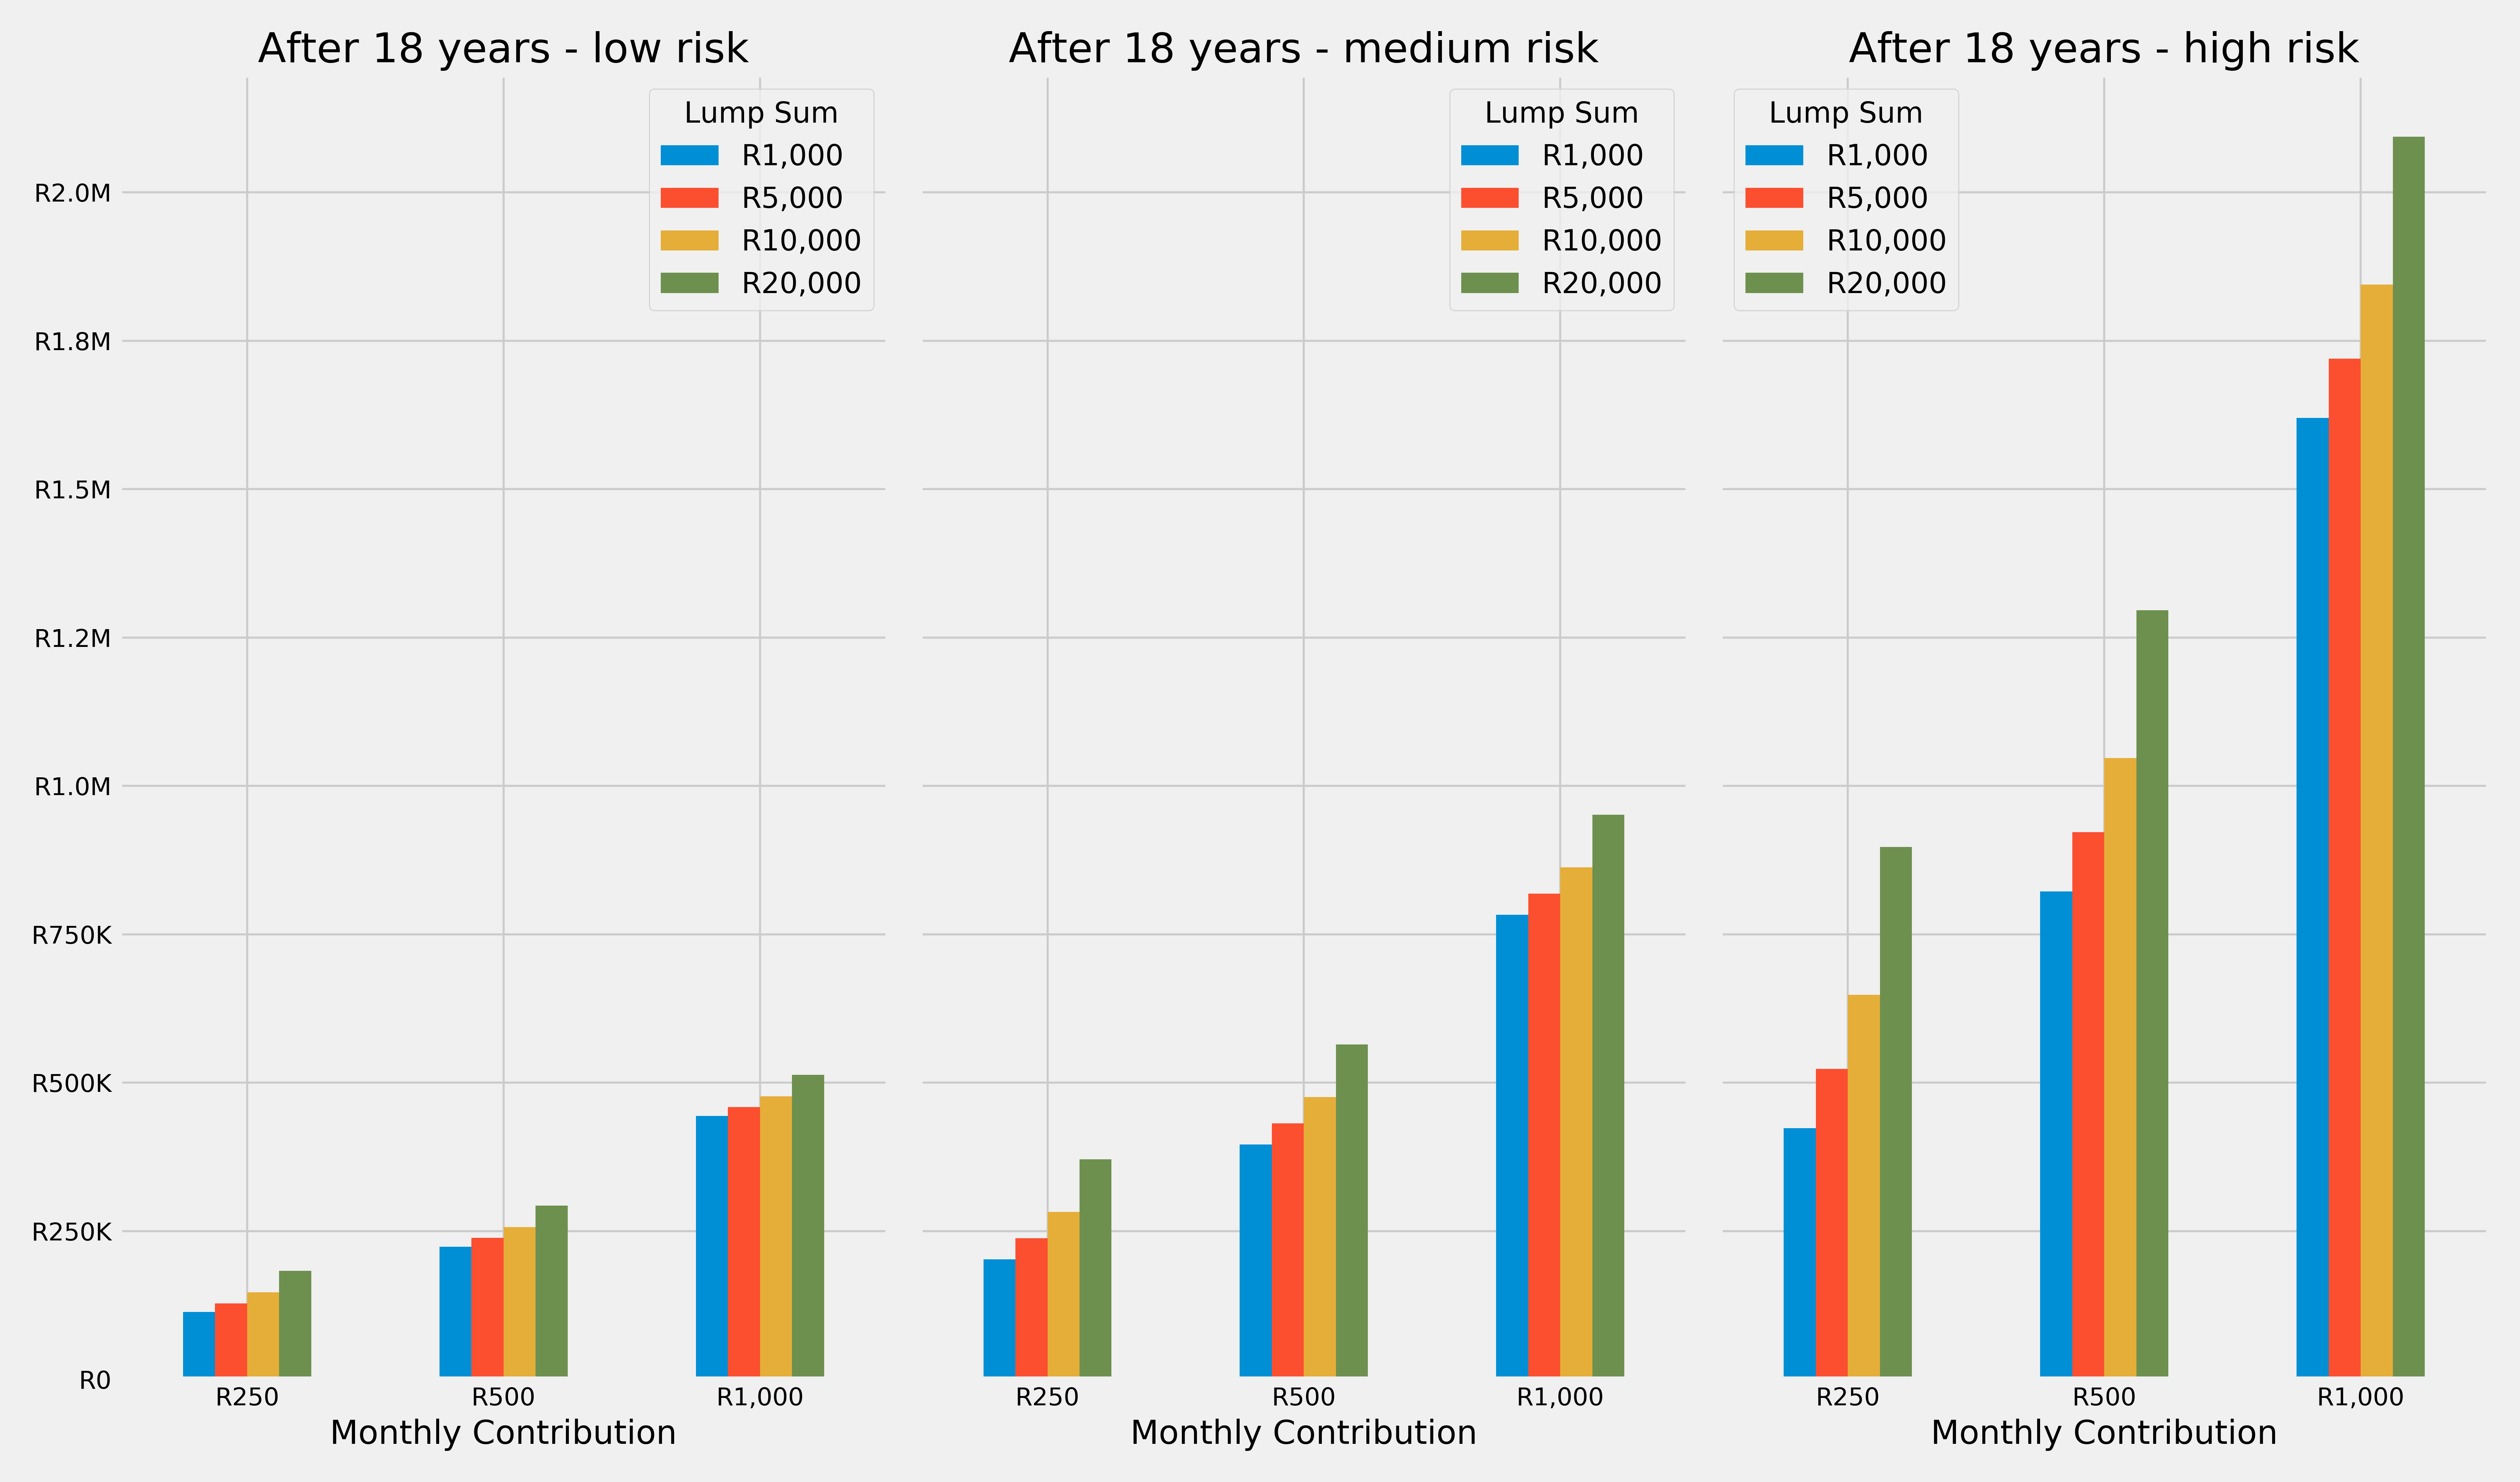 After 18 years - low risk
After 18 years - medium risk
After 18 years - high risk
Lump Sum
R1,000
R5,000
R10,000
R20,000
Lump Sum
R1,000
R5,000
R10,000
R20,000
Lump Sum
R1,000
R5,000
R10,000
R20,000
R2.0M
R1.8M
R1.5M
R1.2M
R1.0M
R750K
R500K
R250K
R0
R250
R500
R1,000
Monthly Contribution
R250
R500
R1,000
Monthly Contribution
R250
R500
R1,000
Monthly Contribution